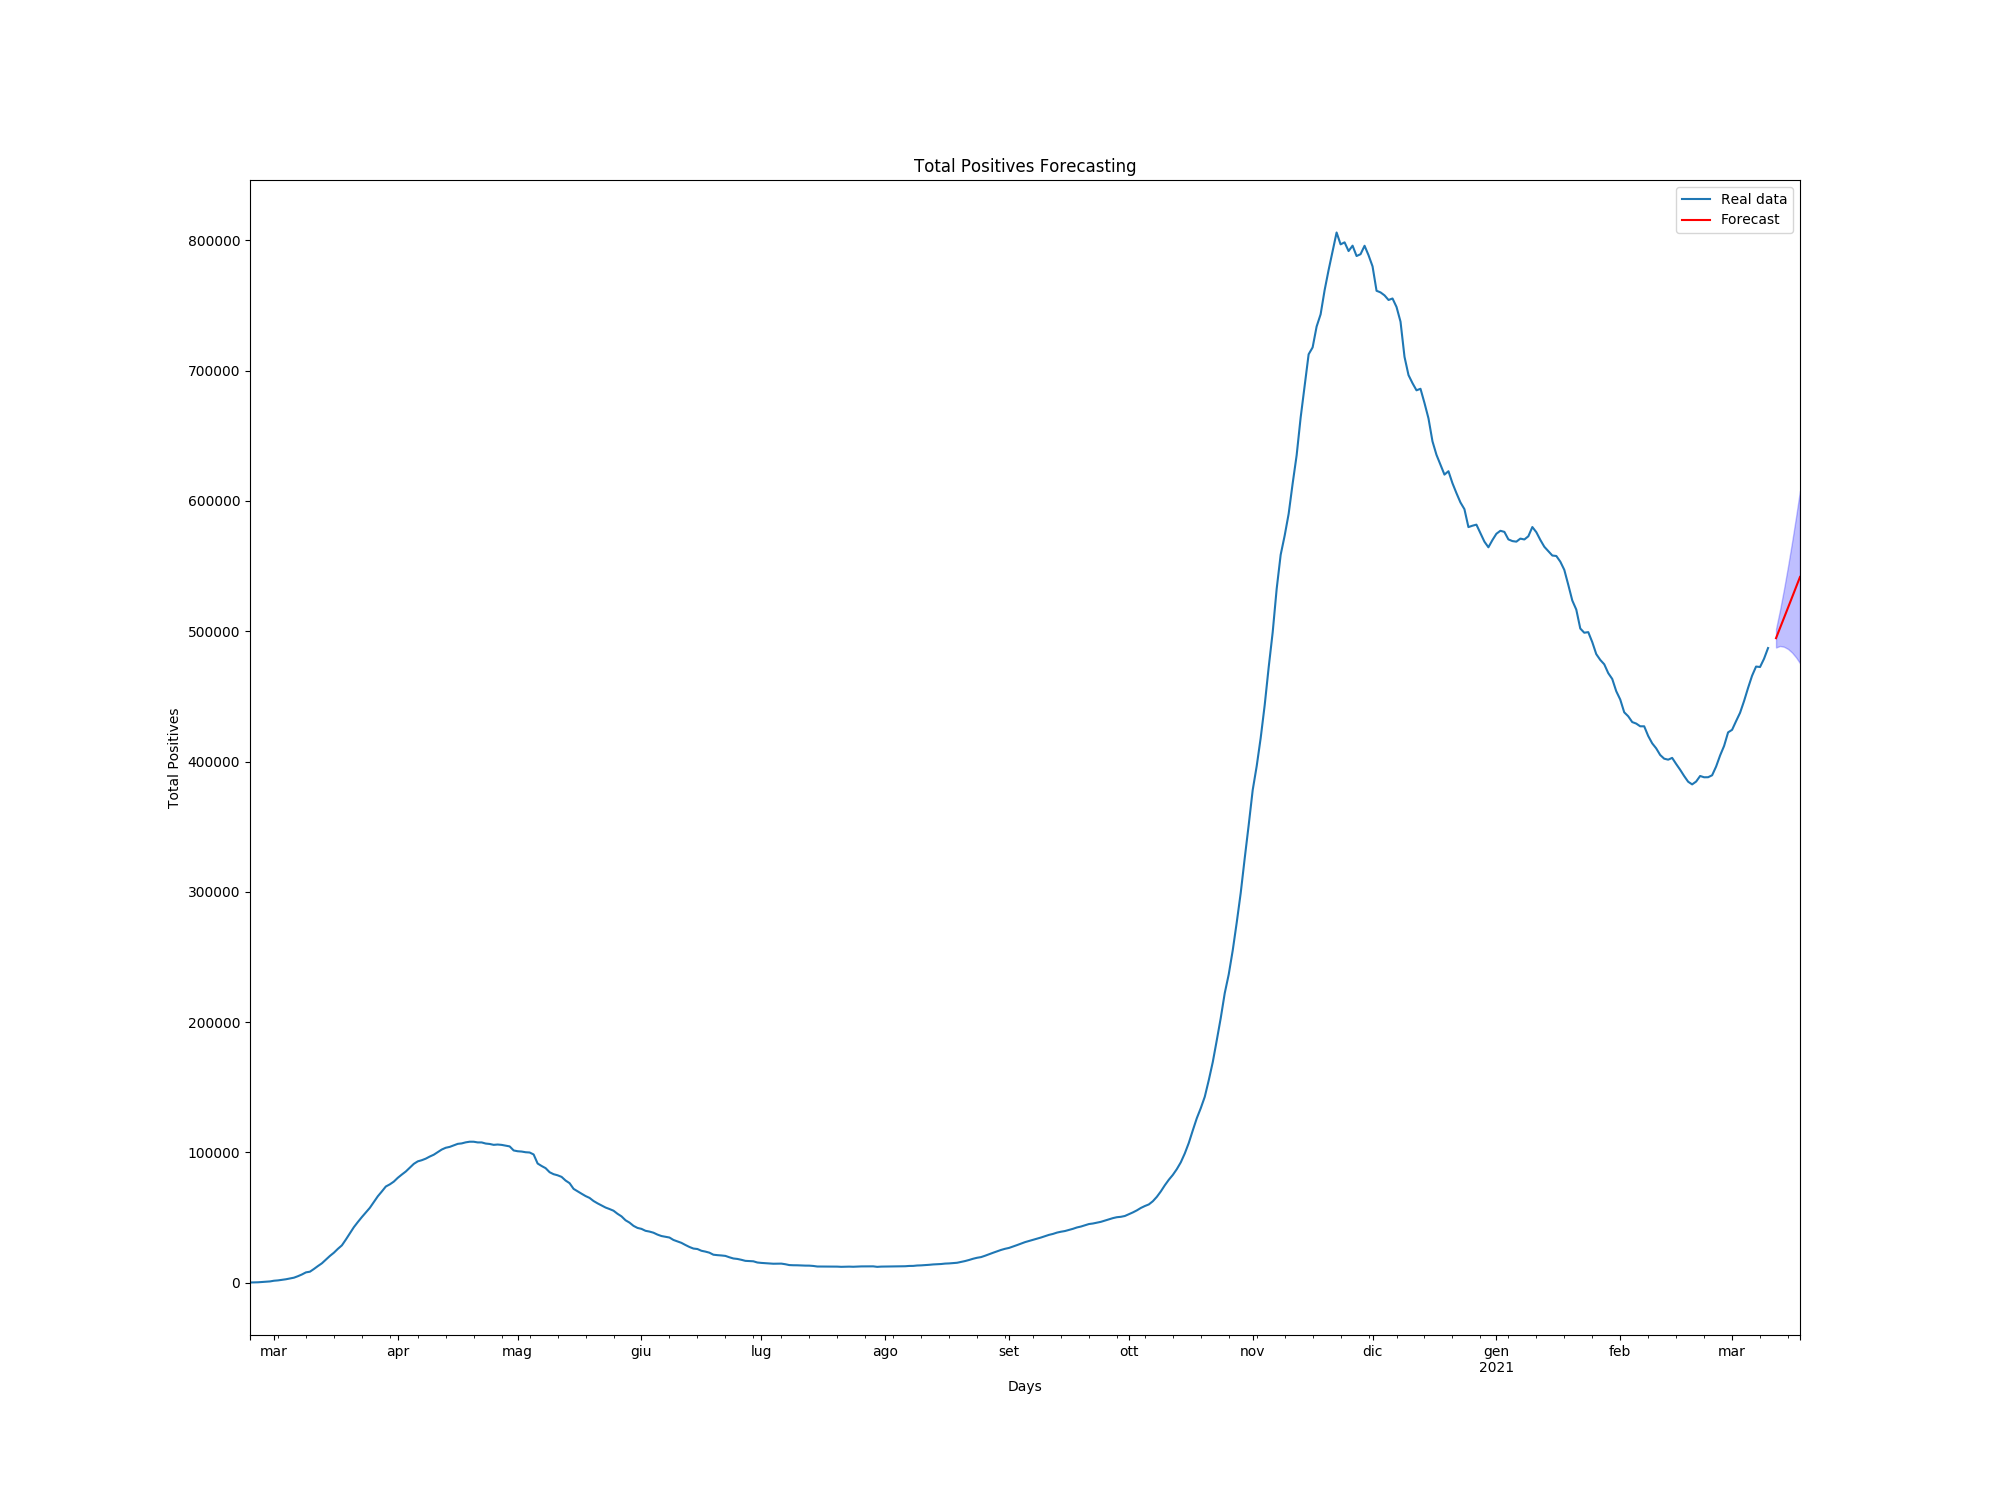 Total Positives Forecasting
Real data
Forecast
800000
700000
600000
500000
400000
300000
200000
100000
0
Total Positives
mar apr mag giu lug ago set ott nov dic gen feb mar
2021
Days